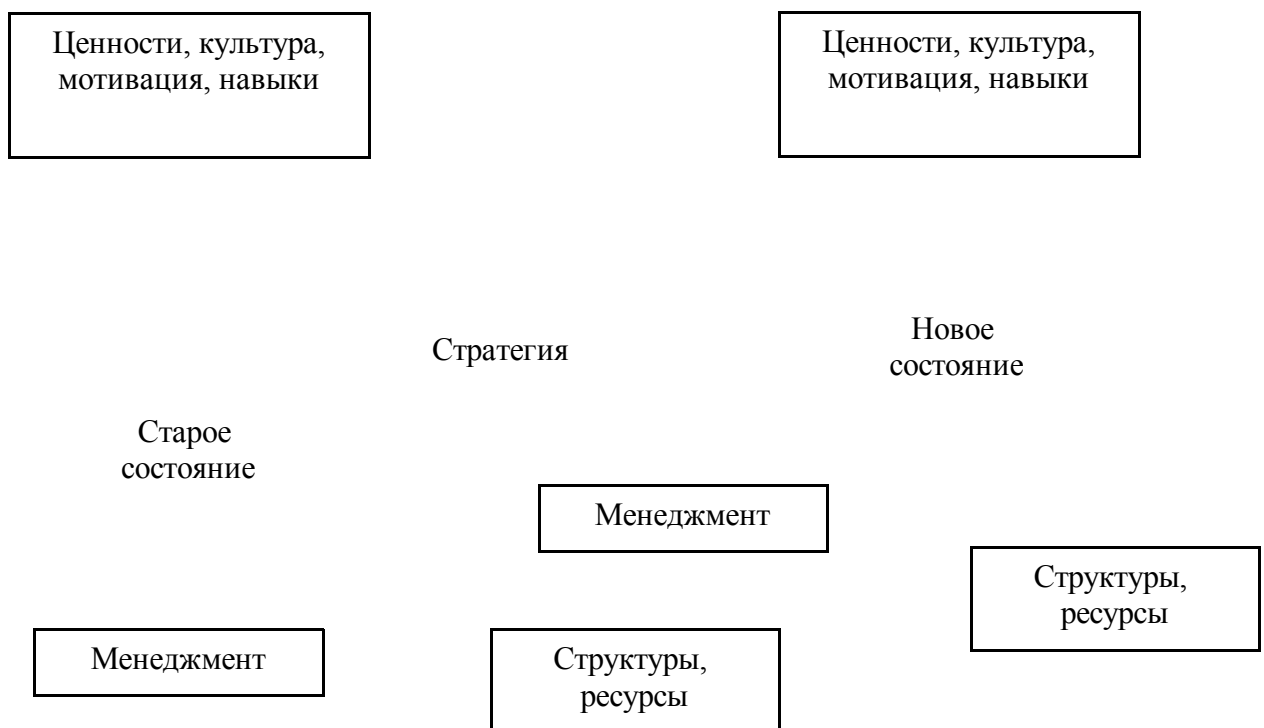 Ценности, культура,
мотивация, навыки
Ценности, культура,
мотивация, навыки
Новое
состояние
Стратегия
Старое
состояние
Менеджмент
Структуры,
ресурсы
Менеджмент
Структуры,
ресурсы